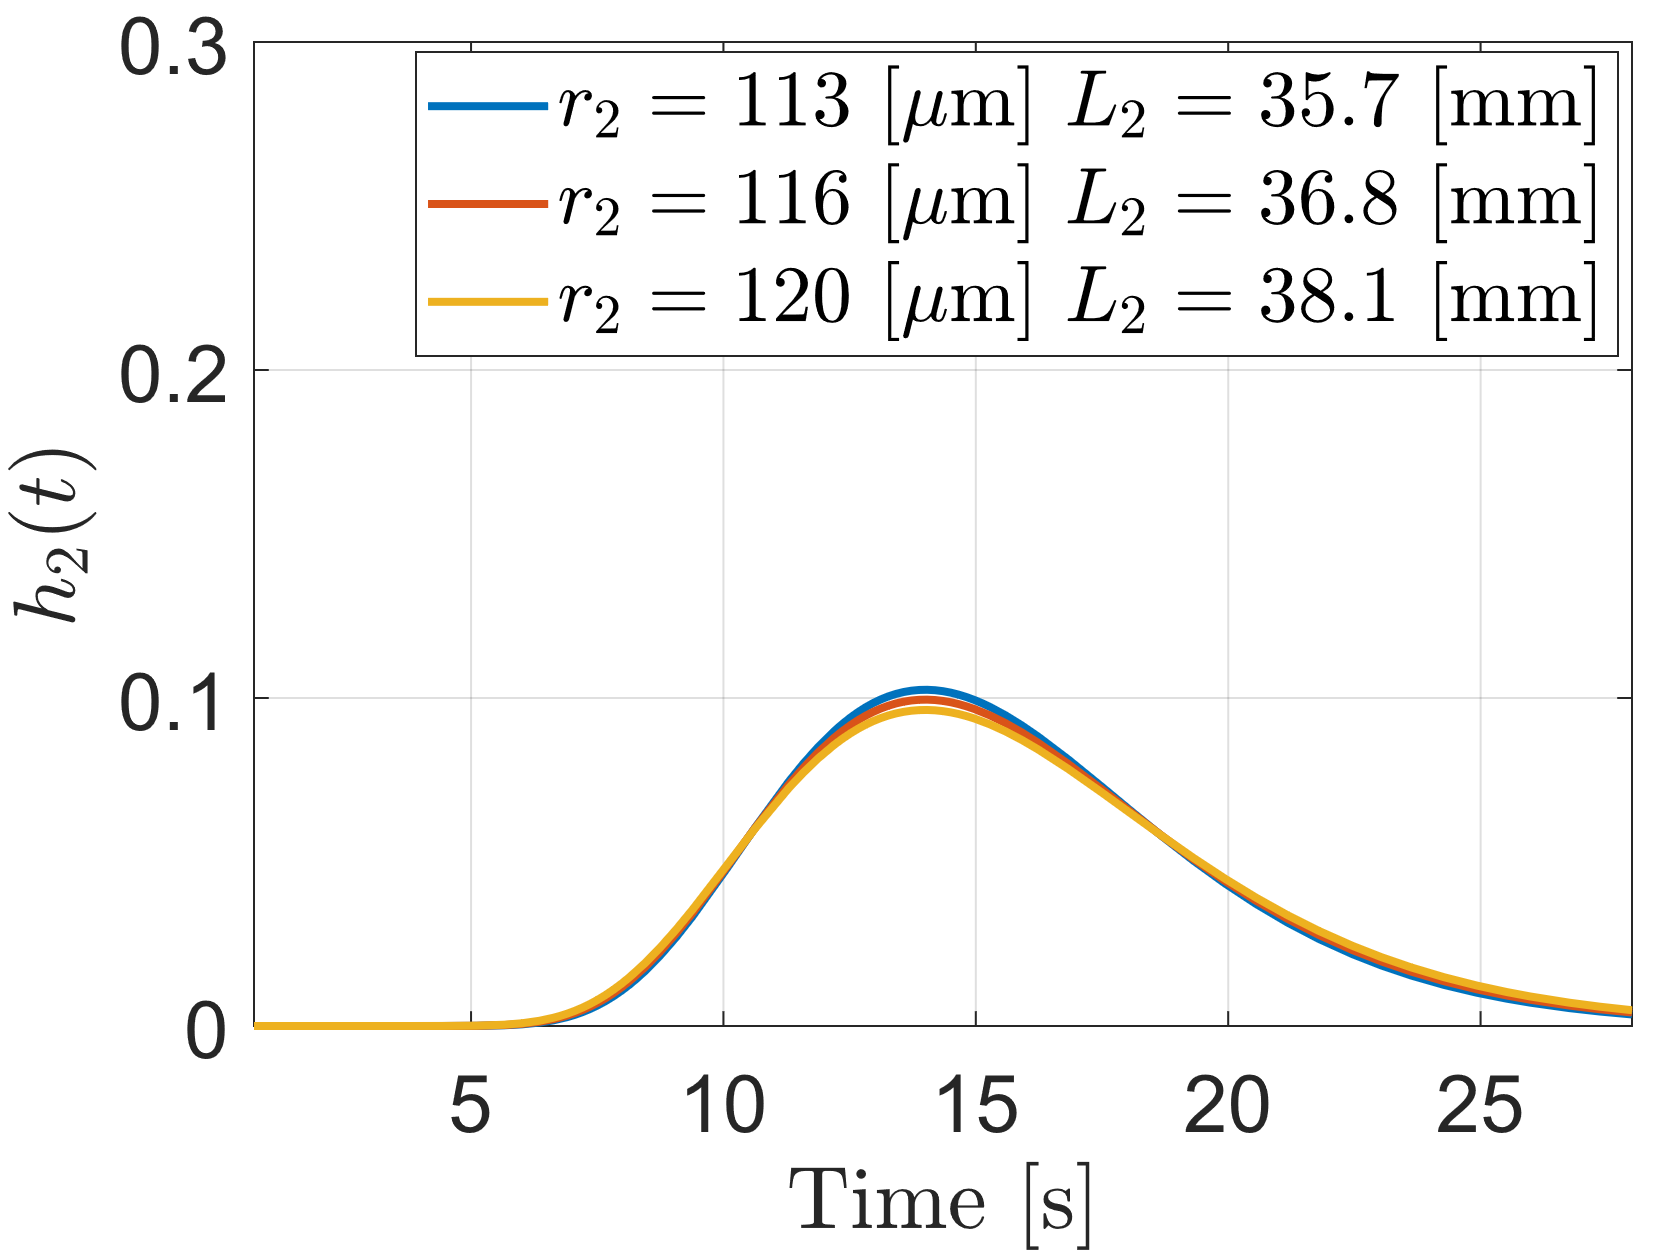 0.3
r₂ = 113 [μm] L₂ = 35.7 [mm]
r₂ = 116 [μm] L₂ = 36.8 [mm]
r₂ = 120 [μm] L₂ = 38.1 [mm]
0.2
h₂(t)
0.1
0
5 10 15 20 25
Time [s]